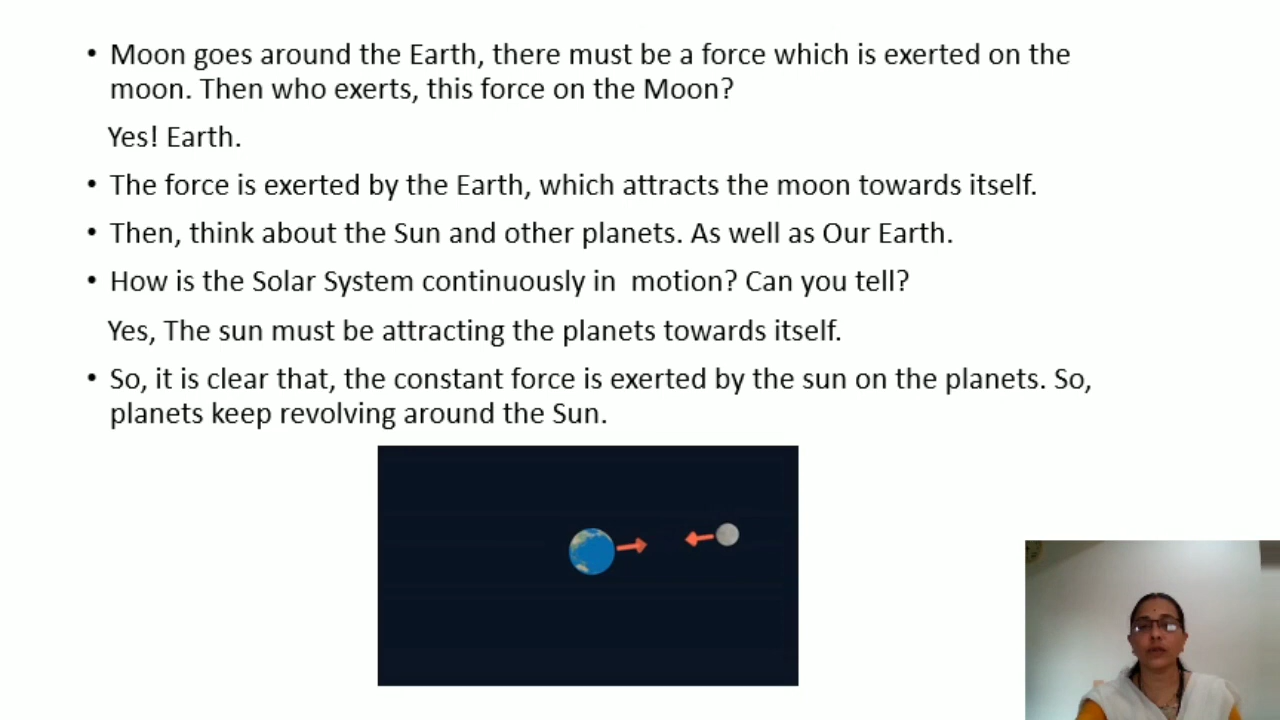 • Moon goes around the Earth, there must be a force which is exerted on the
moon. Then who exerts, this force on the Moon?
Yes! Earth.
• The force is exerted by the Earth, which attracts the moon towards itself.
• Then, think about the Sun and other planets. As well as Our Earth.
• How is the Solar System continuously in  motion? Can you tell?
Yes, The sun must be attracting the planets towards itself.
• So, it is clear that, the constant force is exerted by the sun on the planets. So,
planets keep revolving around the Sun.